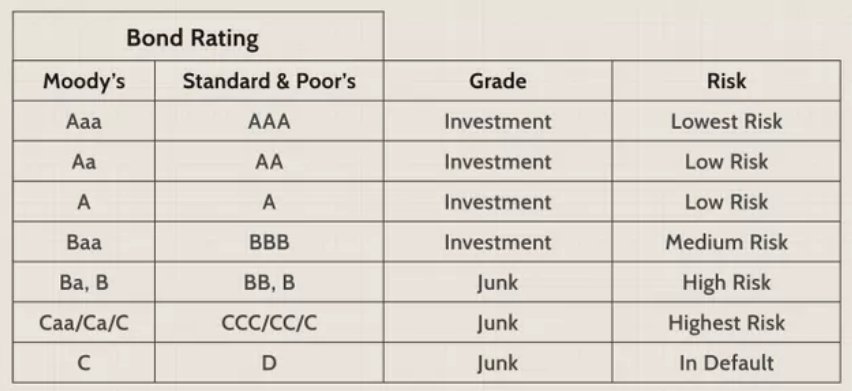 Bond Rating
Moody's Standard & Poor's Grade Risk
Aaa AAA Investment Lowest Risk
Aa AA Investment Low Risk
A A Investment Low Risk
Baa BBB Investment Medium Risk
Ba, B BB, B Junk High Risk
Caa/Ca/C CCC/CC/C Junk Highest Risk
C D Junk In Default